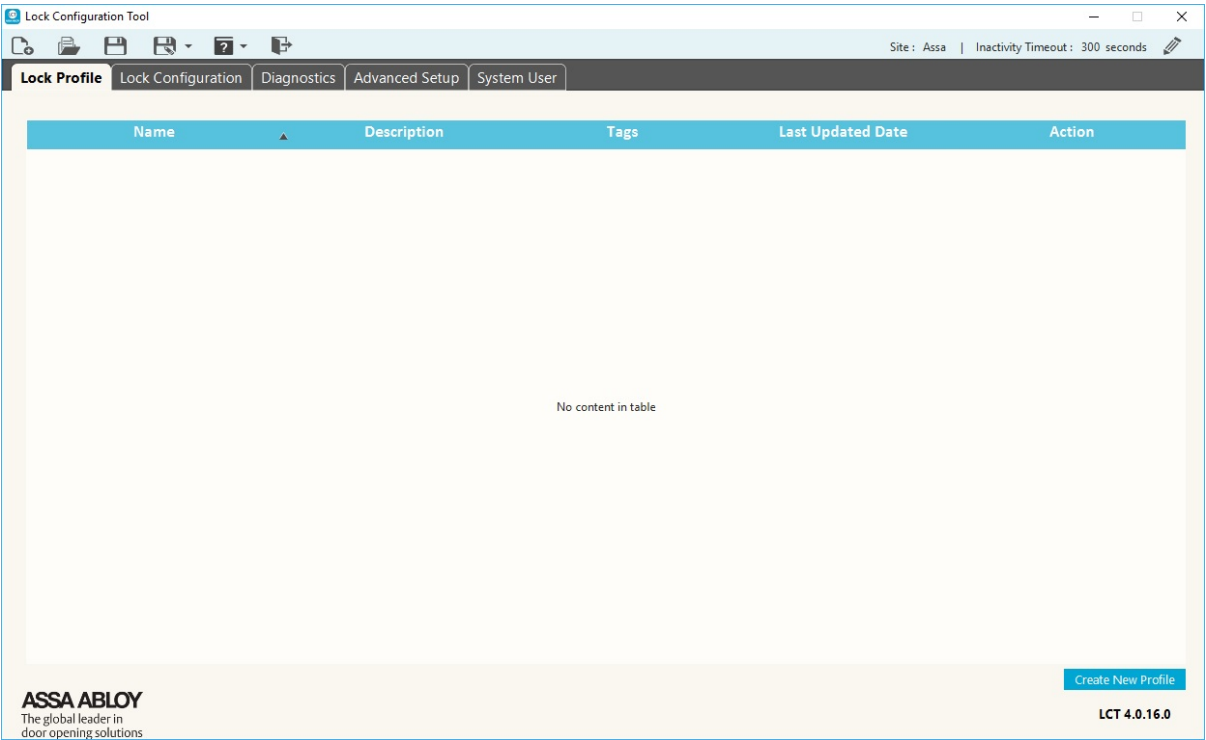 Lock Configuration Tool
Site : Assa | Inactivity Timeout : 300 seconds
Lock Profile Lock Configuration Diagnostics Advanced Setup System User
Name Description Tags Last Updated Date Action
No content in table
Create New Profile
ASSA ABLOY
The global leader in
door opening solutions
LCT 4.0.16.0